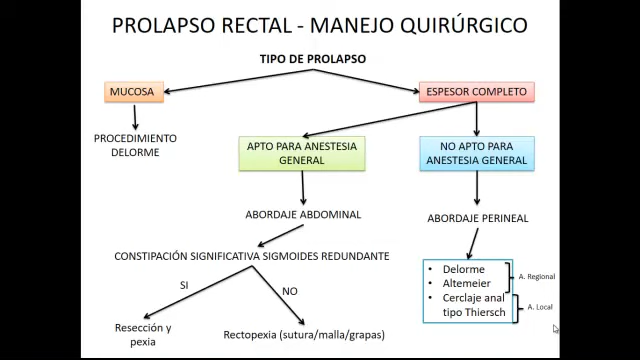 PROLAPSO RECTAL - MANEJO QUIRÚRGICO
TIPO DE PROLAPSO
MUCOSA
ESPESOR COMPLETO
PROCEDIMIENTO
DELORME
APTO PARA ANESTESIA
GENERAL
NO APTO PARA
ANESTESIA GENERAL
ABORDAJE ABDOMINAL
ABORDAJE PERINEAL
CONSTIPACIÓN SIGNIFICATIVA SIGMOIDES REDUNDANTE
SI
NO
Resección y
pexia
Rectopexia (sutura/malla/grapas)
• Delorme
• Altemeier
• Cerclaje anal
tipo Thiersch
A. Regional
A. Local